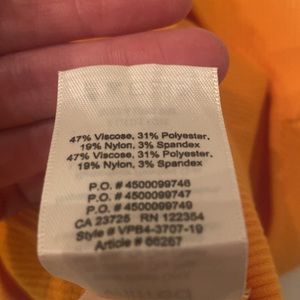 47% Viscose, 31% Polyester,
19% Nylon, 3% Spandex
47% Viscose, 31% Polyester,
19% Nylon, 3% Spandex
P.O. # 4500099746
P.O. # 4500099747
P.O. # 4500099749
CA 23725 RN 122354
Style # VPB4-3707-19
Article # 66267